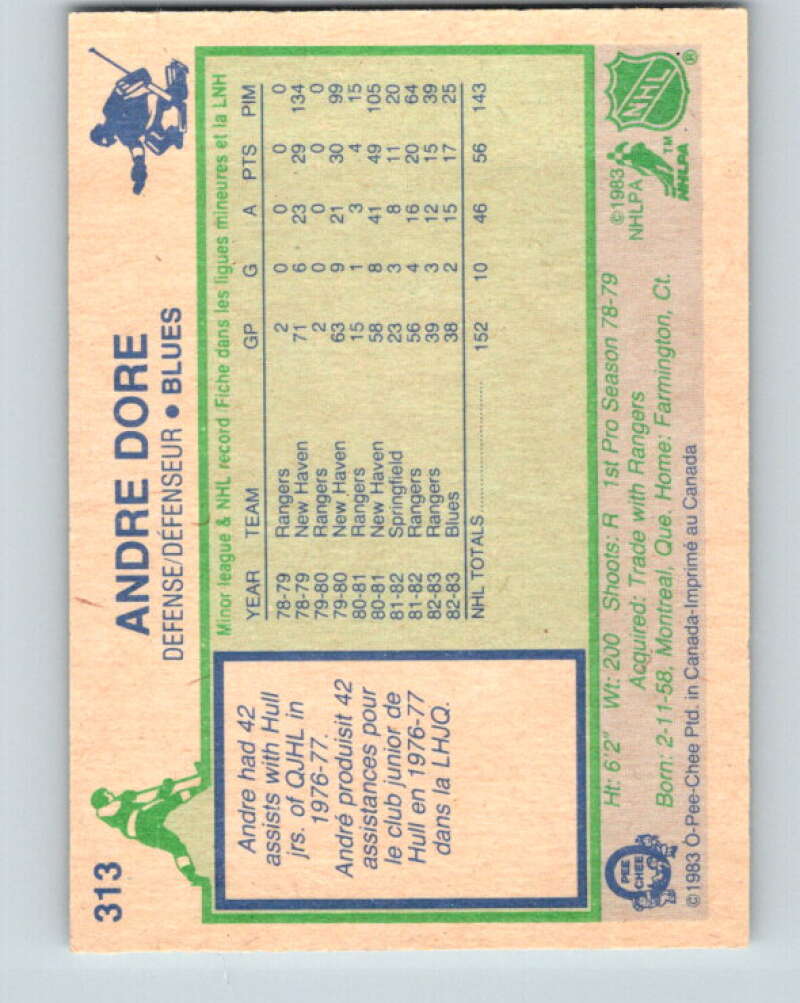 313
ANDRE DORE
DEFENSE/DÉFENSEUR • BLUES
Andre had 42
assists with Hull
jrs. of QJHL in
1976-77.
André produisit 42
assistances pour
le club junior de
Hull en 1976-77
dans la LHJQ.
Minor league & NHL record Fiche dans les ligues mineures et la LNH
YEAR TEAM GP G A PTS PIM
78-79 Rangers 2 0 0 0 0
78-79 New Haven 71 6 23 29 134
79-80 Rangers 2 0 0 0 0
79-80 New Haven 63 9 21 30 99
80-81 Rangers 15 1 3 4 15
80-81 New Haven 58 8 41 49 105
81-82 Springfield 23 3 8 11 20
81-82 Rangers 56 4 16 20 64
82-83 Rangers 39 3 12 15 39
82-83 Blues 38 2 15 17 25
NHL TOTALS 152 10 46 56 143
Ht: 6'2" Wt: 200 Shoots: R 1st Pro Season 78-79
Acquired: Trade with Rangers
Born: 2-11-58, Montreal, Que. Home: Farmington, Ct.
©1983 O-Pee-Chee Ptd. in Canada-Imprimé au Canada
O PEE CHEE
©1983
NHLPA
NHL ®
NHLPA TM